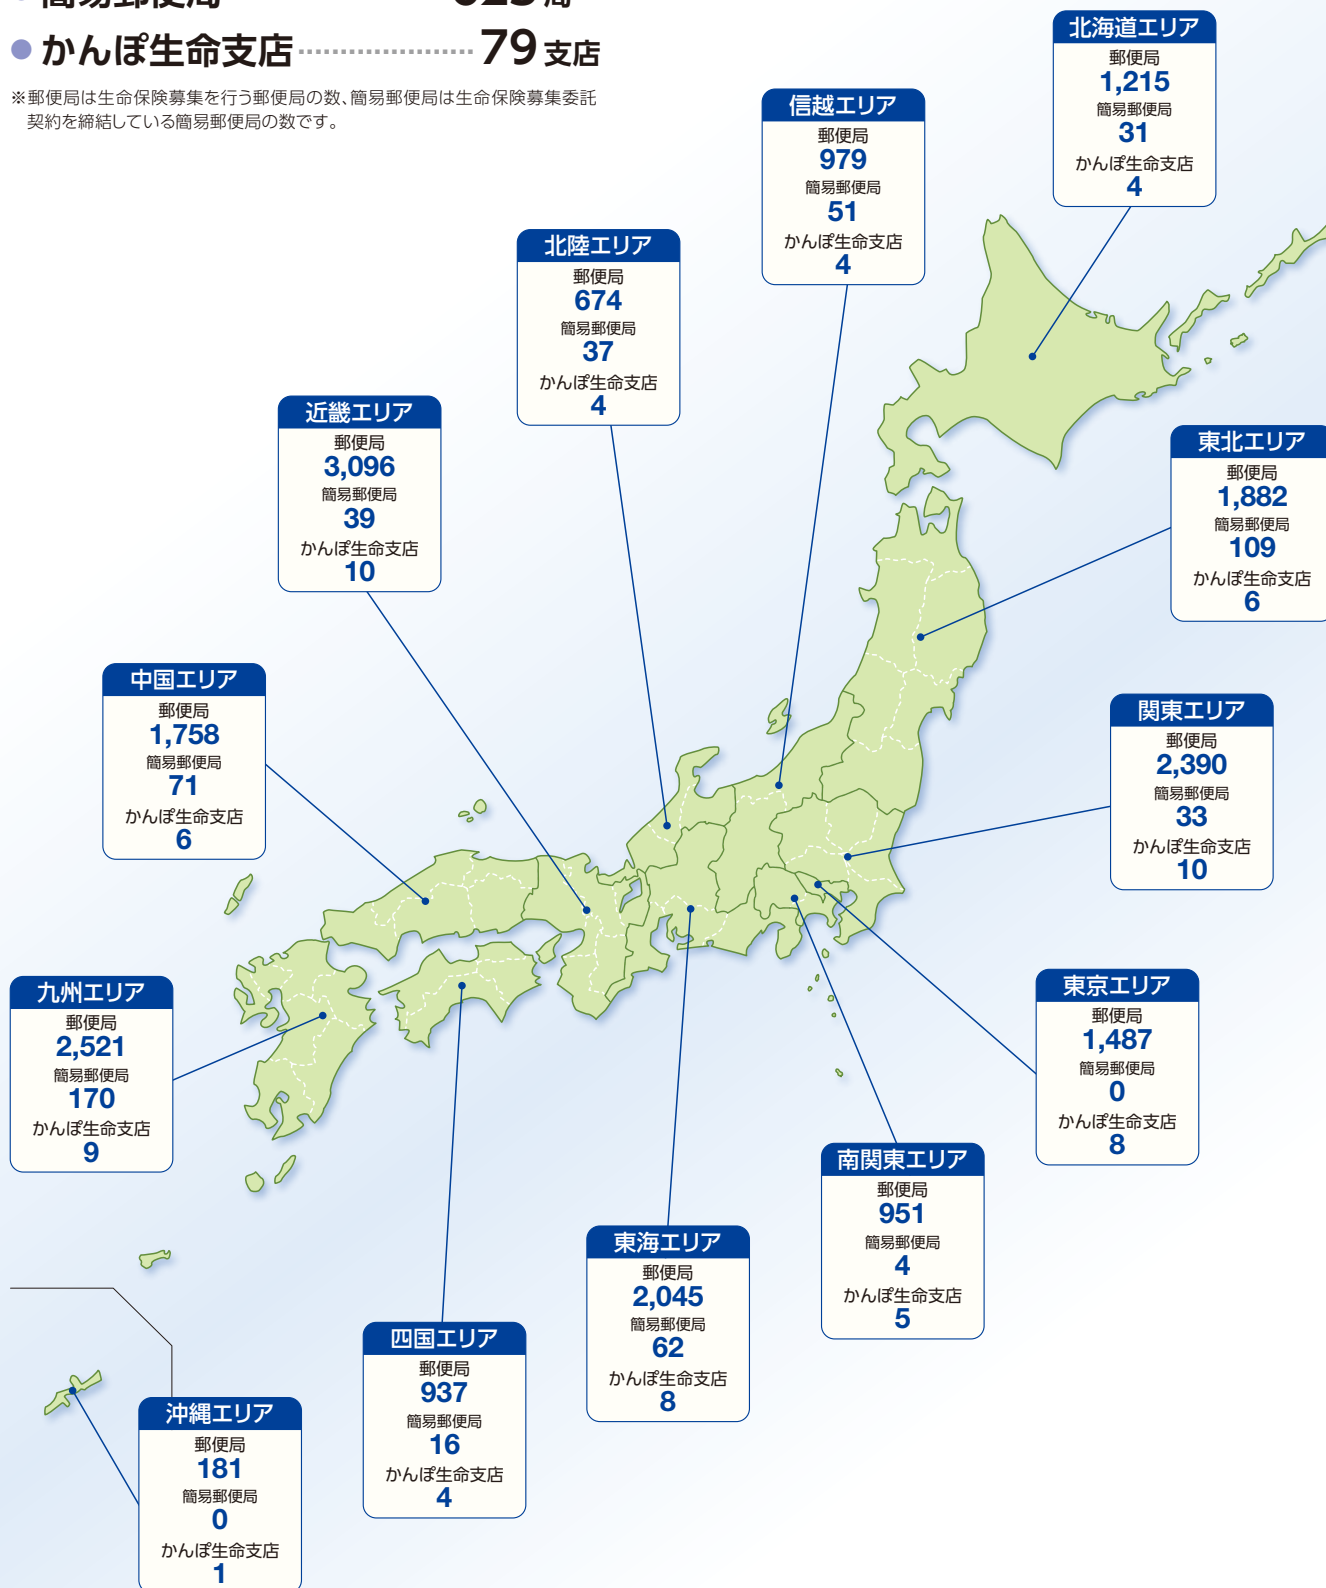 簡易郵便局 623局
かんぽ生命支店 79支店
※郵便局は生命保険募集を行う郵便局の数、簡易郵便局は生命保険募集委託
契約を締結している簡易郵便局の数です。
北海道エリア
郵便局
1,215
簡易郵便局
31
かんぽ生命支店
4
信越エリア
郵便局
979
簡易郵便局
51
かんぽ生命支店
4
北陸エリア
郵便局
674
簡易郵便局
37
かんぽ生命支店
4
近畿エリア
郵便局
3,096
簡易郵便局
39
かんぽ生命支店
10
東北エリア
郵便局
1,882
簡易郵便局
109
かんぽ生命支店
6
中国エリア
郵便局
1,758
簡易郵便局
71
かんぽ生命支店
6
関東エリア
郵便局
2,390
簡易郵便局
33
かんぽ生命支店
10
九州エリア
郵便局
2,521
簡易郵便局
170
かんぽ生命支店
9
東京エリア
郵便局
1,487
簡易郵便局
0
かんぽ生命支店
8
南関東エリア
郵便局
951
簡易郵便局
4
かんぽ生命支店
5
東海エリア
郵便局
2,045
簡易郵便局
62
かんぽ生命支店
8
四国エリア
郵便局
937
簡易郵便局
16
かんぽ生命支店
4
沖縄エリア
郵便局
181
簡易郵便局
0
かんぽ生命支店
1